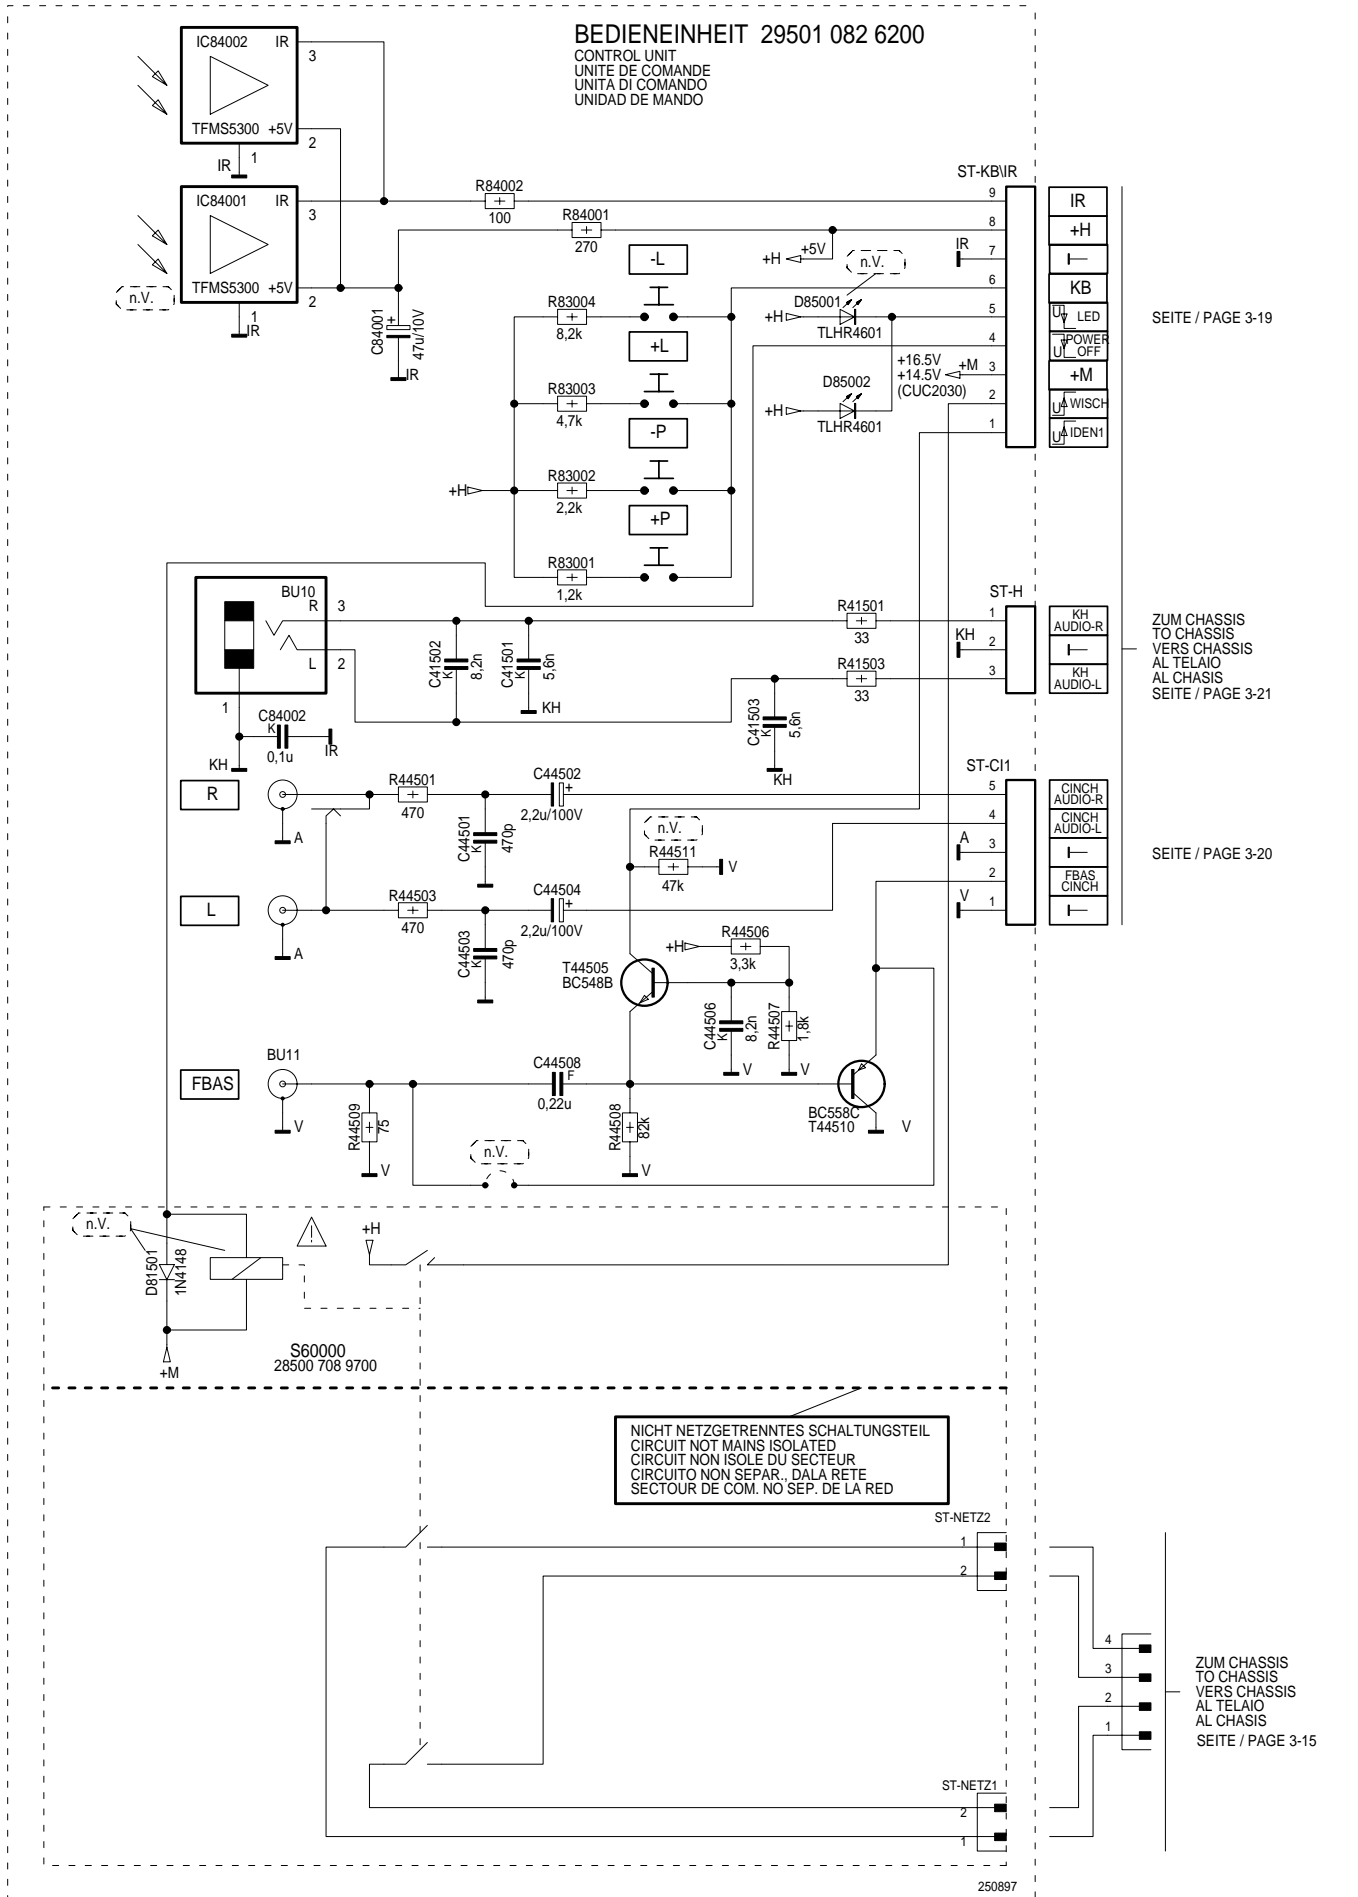 BEDIENEINHEIT 29501 082 6200
CONTROL UNIT
UNITE DE COMANDE
UNITA DI COMANDO
UNIDAD DE MANDO
IC84002 IR
3
TFMS5300 +5V
2
1
IR
IC84001 IR
3
TFMS5300 +5V
2
n.V.
1
IR
R84002
100
R84001
270
C84001
+
47u/10V
IR
-L
R83004
8,2k
+L
R83003
4,7k
-P
R83002
2,2k
+P
R83001
1,2k
+H
+H
+5V
n.V.
D85001
+H
TLHR4601
D85002
+H
TLHR4601
+16.5V
+14.5V
(CUC2030)
+M
ST-KB\IR
9
IR
8
+H
IR
7
6
KB
5
U LED
4
U POWER OFF
3
+M
2
U WISCH
1
U IDEN1
SEITE / PAGE 3-19
BU10
R
3
L
2
1
C84002
K
0,1u
IR
KH
C41502
K
8,2n
C41501
K
5,6n
KH
R41501
33
R41503
33
C41503
K
5,6n
KH
ST-H
1
KH
AUDIO-R
KH
2
3
KH
AUDIO-L
ZUM CHASSIS
TO CHASSIS
VERS CHASSIS
AL TELAIO
AL CHASIS
SEITE / PAGE 3-21
R
A
R44501
470
C44501
K
470p
C44502
+
2,2u/100V
L
A
R44503
470
C44503
K
470p
C44504
+
2,2u/100V
n.V.
R44511
47k
V
ST-CI1
5
CINCH
AUDIO-R
4
CINCH
AUDIO-L
A
3
2
FBAS
CINCH
V
1
SEITE / PAGE 3-20
R44506
+H
3,3k
T44505
BC548B
C44506
K
8,2n
V
R44507
1,8k
V
FBAS
BU11
V
R44509
75
V
C44508
F
0,22u
R44508
82k
V
n.V.
BC558C
T44510
V
n.V.
D81501
1N4148
+M
+H
!
S60000
28500 708 9700
NICHT NETZGETRENNTES SCHALTUNGSTEIL
CIRCUIT NOT MAINS ISOLATED
CIRCUIT NON ISOLE DU SECTEUR
CIRCUITO NON SEPAR., DALA RETE
SECTOUR DE COM. NO SEP. DE LA RED
ST-NETZ2
1
2
4
3
2
1
ZUM CHASSIS
TO CHASSIS
VERS CHASSIS
AL TELAIO
AL CHASIS
SEITE / PAGE 3-15
ST-NETZ1
2
1
250897